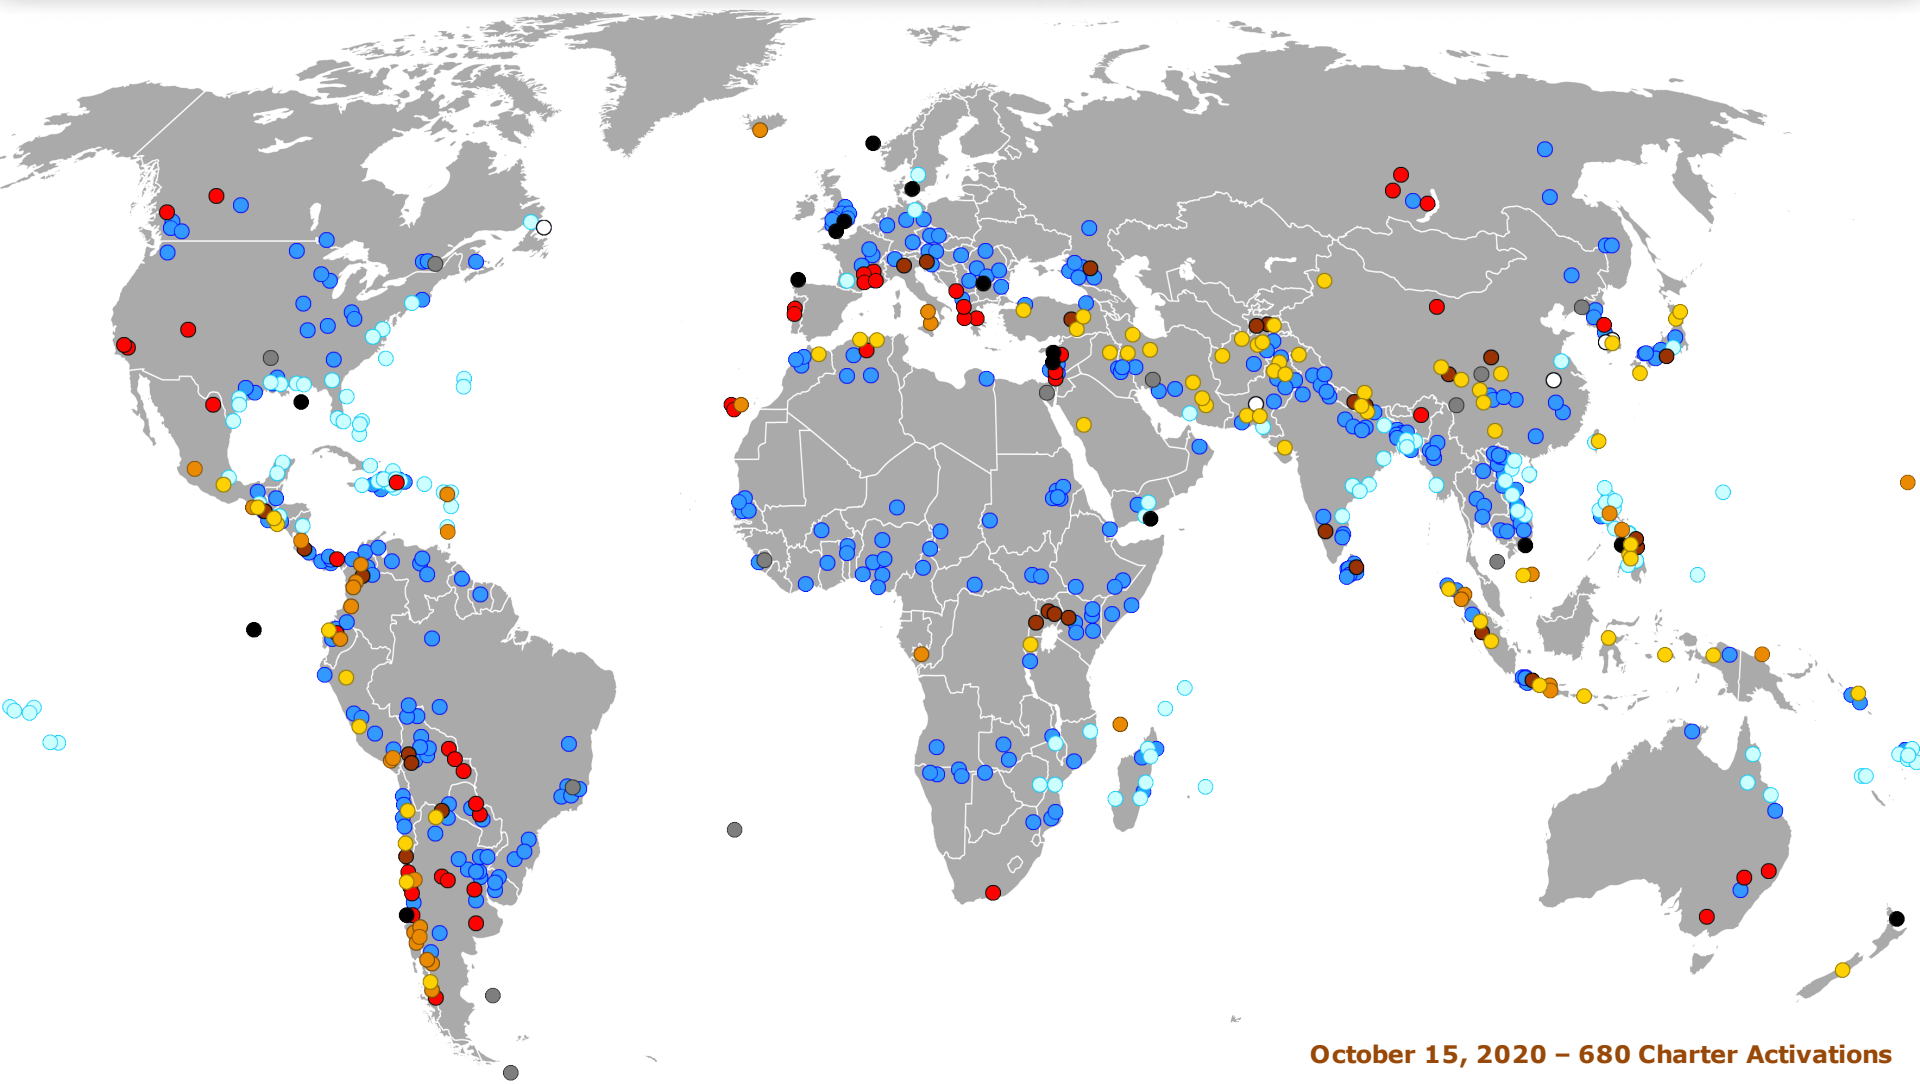 October 15, 2020 – 680 Charter Activations